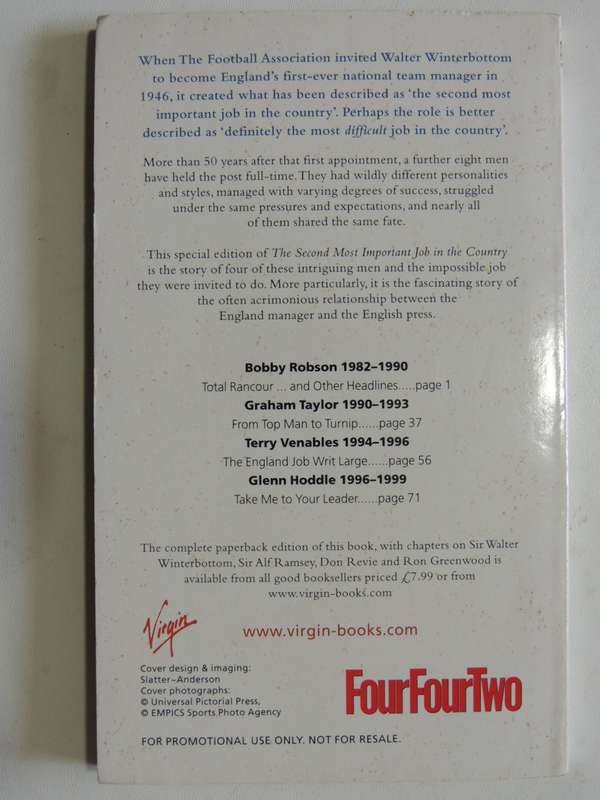 When The Football Association invited Walter Winterbottom
to become England's first-ever national team manager in
1946, it created what has been described as 'the second most
important job in the country'. Perhaps the role is better
described as 'definitely the most difficult job in the country'.
More than 50 years after that first appointment, a further eight men
have held the post full-time. They had wildly different personalities
and styles, managed with varying degrees of success, struggled
under the same pressures and expectations, and nearly all
of them shared the same fate.
This special edition of The Second Most Important Job in the Country
is the story of four of these intriguing men and the impossible job
they were invited to do. More particularly, it is the fascinating story of
the often acrimonious relationship between the
England manager and the English press.
Bobby Robson 1982–1990
Total Rancour ... and Other Headlines.....page 1
Graham Taylor 1990–1993
From Top Man to Turnip......page 37
Terry Venables 1994–1996
The England Job Writ Large......page 56
Glenn Hoddle 1996–1999
Take Me to Your Leader......page 71
The complete paperback edition of this book, with chapters on Sir Walter
Winterbottom, Sir Alf Ramsey, Don Revie and Ron Greenwood is
available from all good booksellers priced £7.99 or from
www.virgin-books.com
Virgin
www.virgin-books.com
Cover design & imaging:
Slatter~Anderson
Cover photographs:
© Universal Pictorial Press,
© EMPICS Sports Photo Agency
FourFourTwo
FOR PROMOTIONAL USE ONLY. NOT FOR RESALE.